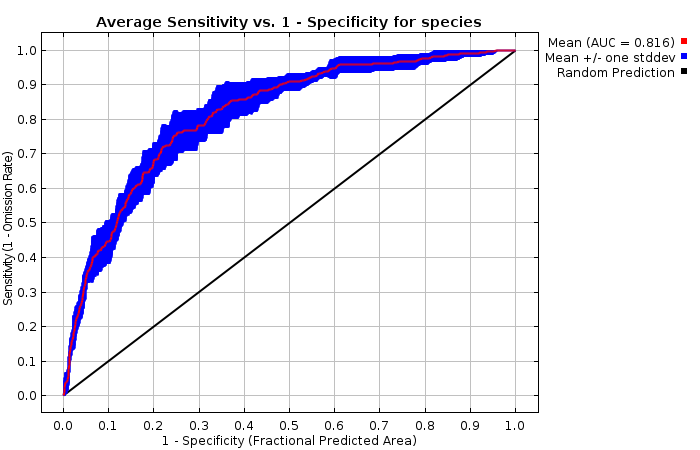 Average Sensitivity vs. 1 - Specificity for species
Mean (AUC = 0.816)
Mean +/- one stddev
Random Prediction
Sensitivity (1 - Omission Rate)
1.0
0.9
0.8
0.7
0.6
0.5
0.4
0.3
0.2
0.1
0.0
0.0 0.1 0.2 0.3 0.4 0.5 0.6 0.7 0.8 0.9 1.0
1 - Specificity (Fractional Predicted Area)